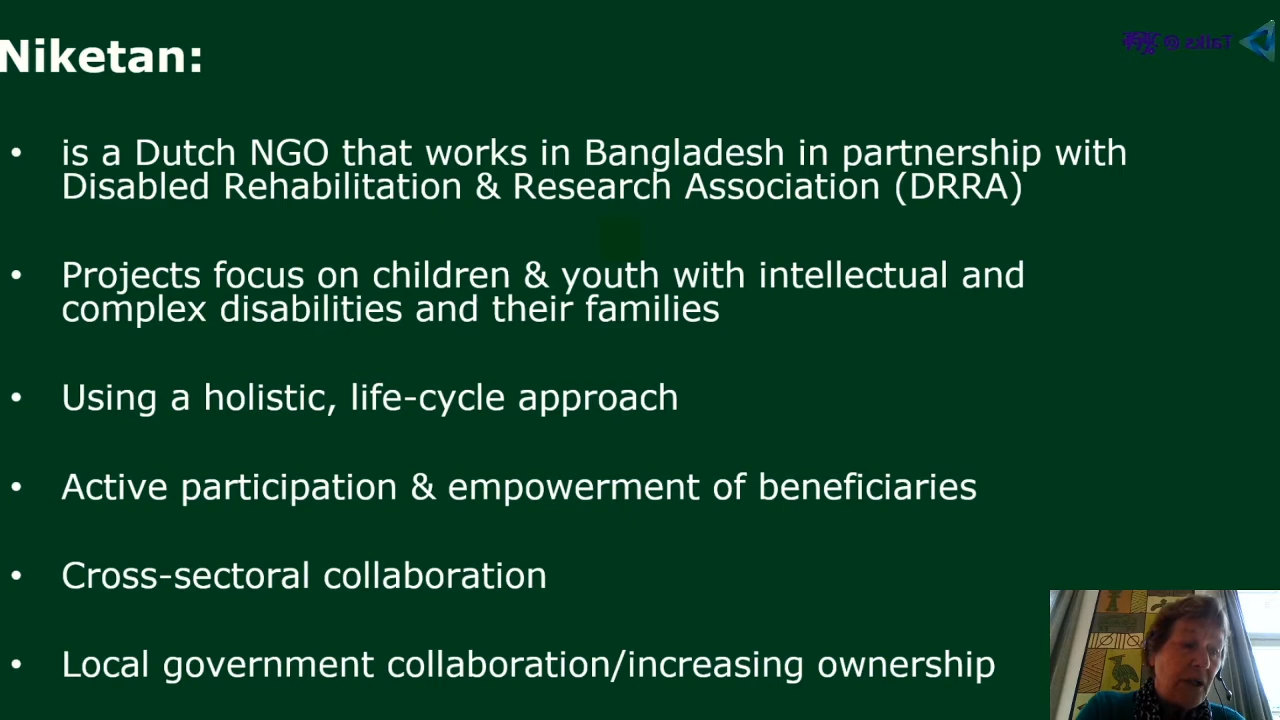 Niketan:
• is a Dutch NGO that works in Bangladesh in partnership with
Disabled Rehabilitation & Research Association (DRRA)
• Projects focus on children & youth with intellectual and
complex disabilities and their families
• Using a holistic, life-cycle approach
• Active participation & empowerment of beneficiaries
• Cross-sectoral collaboration
• Local government collaboration/increasing ownership
Talks @